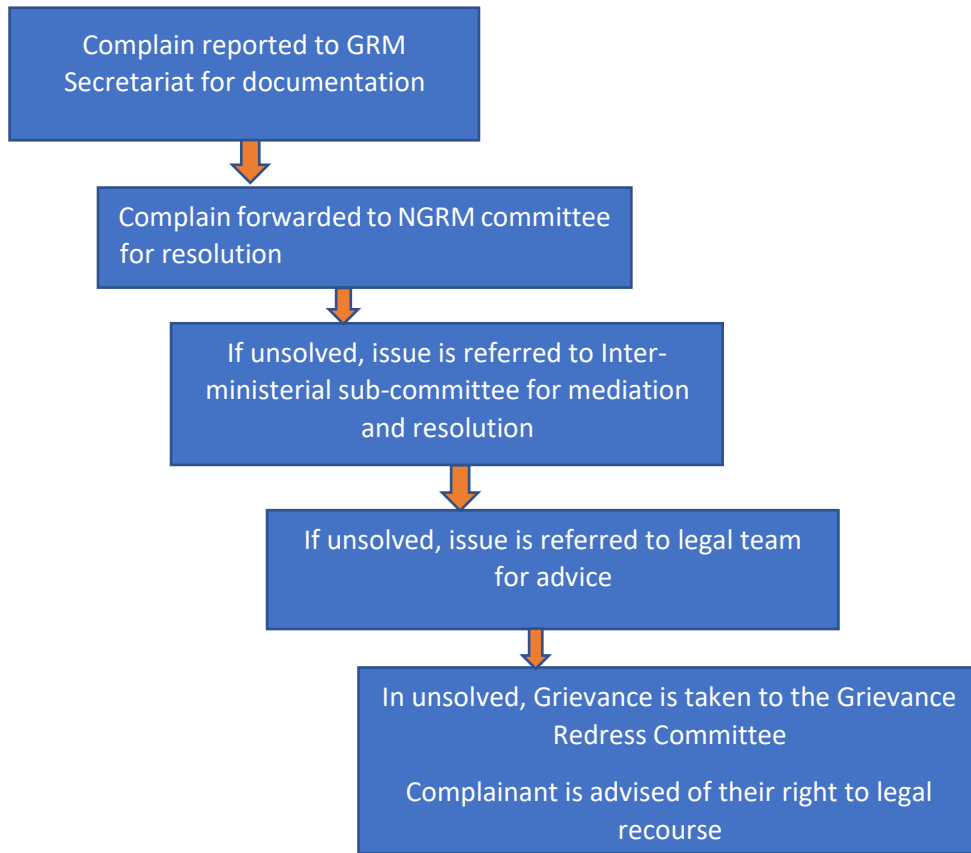 Complain reported to GRM
Secretariat for documentation
Complain forwarded to NGRM committee
for resolution
If unsolved, issue is referred to Inter-
ministerial sub-committee for mediation
and resolution
If unsolved, issue is referred to legal team
for advice
In unsolved, Grievance is taken to the Grievance
Redress Committee
Complainant is advised of their right to legal
recourse